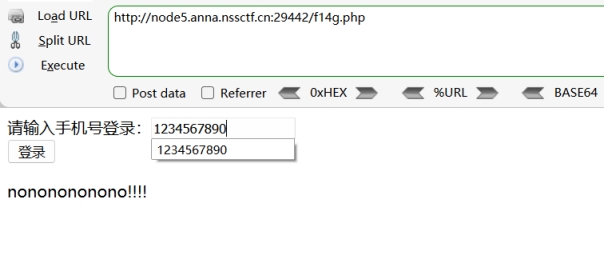 Load URL
http://node5.anna.nssctf.cn:29442/f14g.php
Split URL
Execute
Post data Referrer 0xHEX %URL BASE64
请输入手机号登录： 1234567890
登录 1234567890
nonononono!!!!